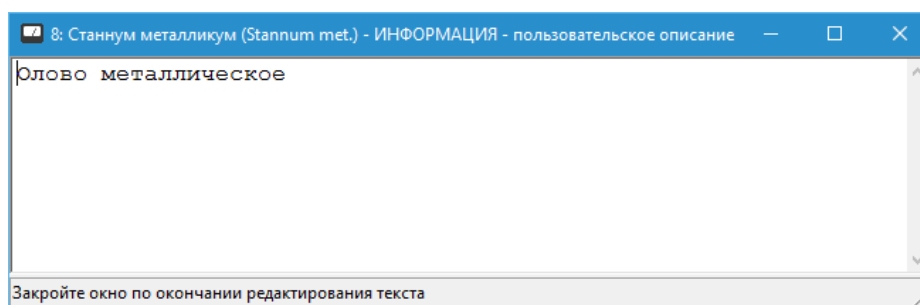 8: Станнум металликум (Stannum met.) - ИНФОРМАЦИЯ - пользовательское описание
Олово металлическое
Закройте окно по окончании редактирования текста